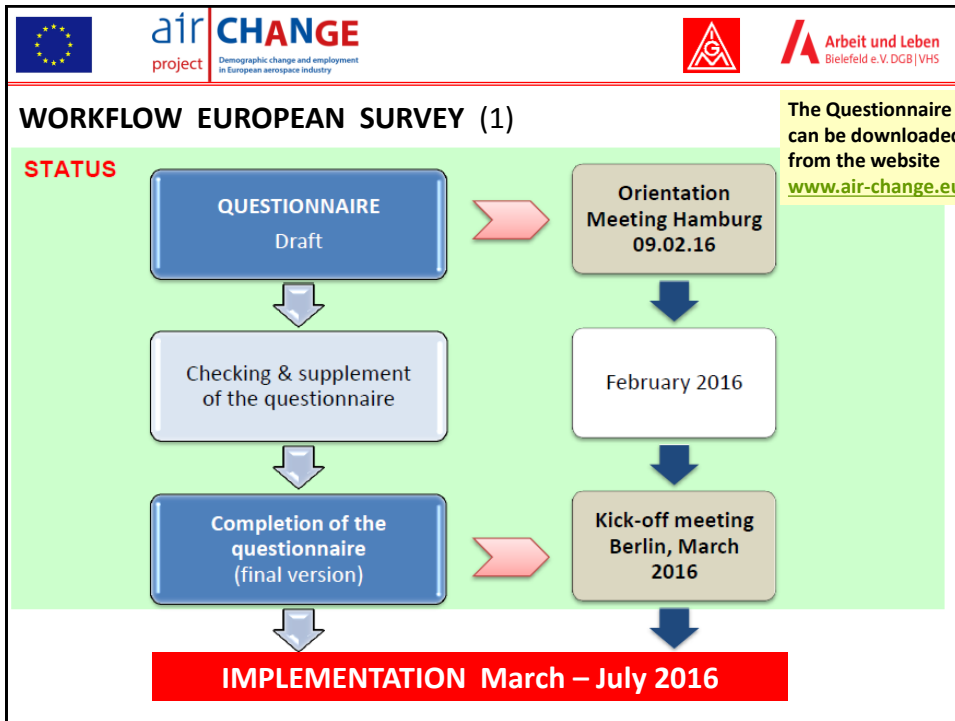 air CHANGE
project Demographic change and employment
in European aerospace industry
IGM
Arbeit und Leben
Bielefeld e.V. DGB|VHS
WORKFLOW EUROPEAN SURVEY (1)
The Questionnaire
can be downloaded
from the website
www.air-change.eu
STATUS
QUESTIONNAIRE
Draft
Orientation
Meeting Hamburg
09.02.16
Checking & supplement
of the questionnaire
February 2016
Completion of the
questionnaire
(final version)
Kick-off meeting
Berlin, March
2016
IMPLEMENTATION March – July 2016